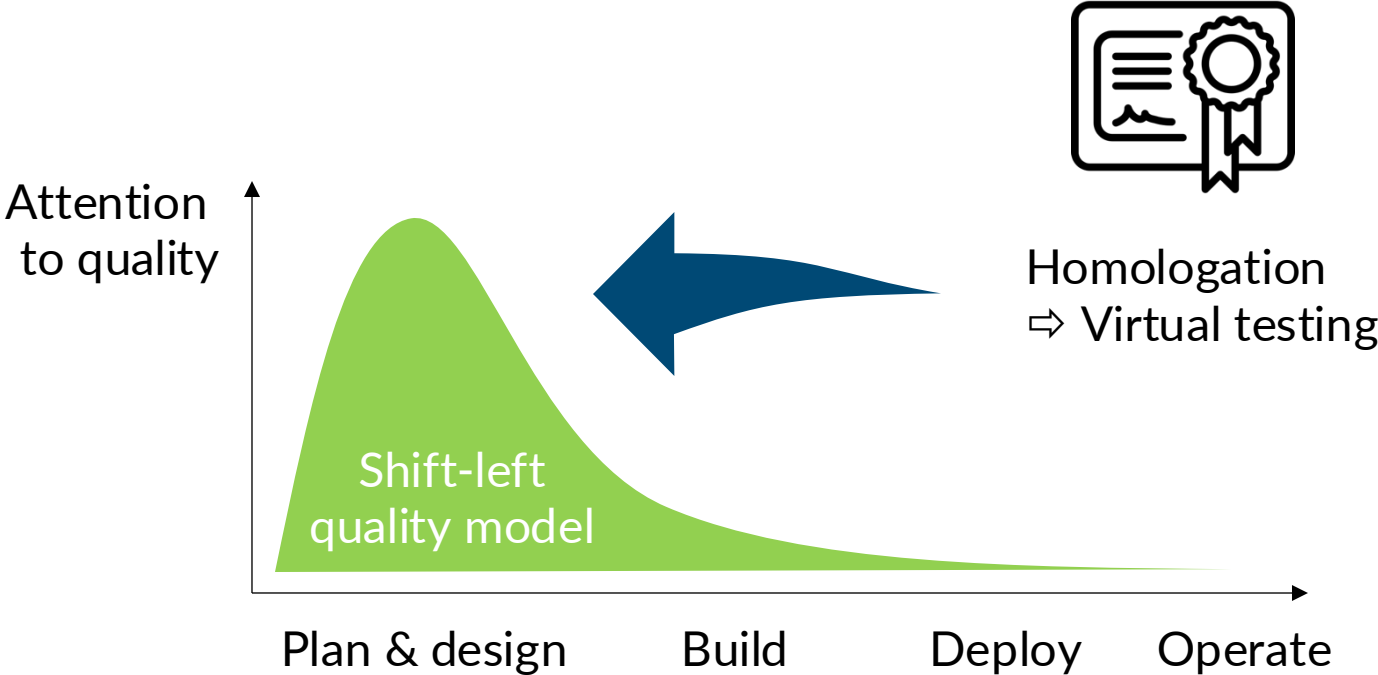 Attention
to quality
Homologation
⇨ Virtual testing
Shift-left
quality model
Plan & design
Build
Deploy
Operate